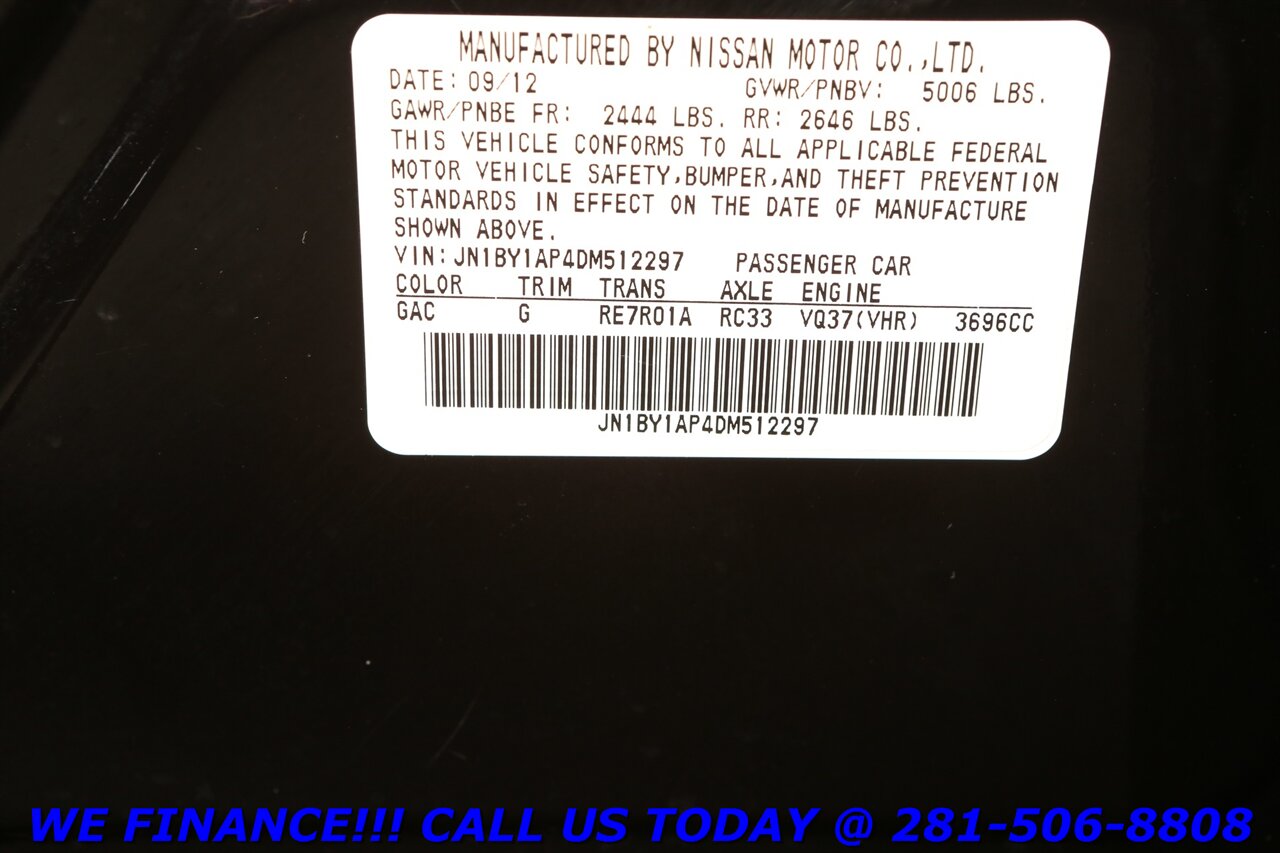 MANUFACTURED BY NISSAN MOTOR CO.,LTD.
DATE: 09/12 GVWR/PNBV: 5006 LBS.
GAWR/PNBE FR: 2444 LBS. RR: 2646 LBS.
THIS VEHICLE CONFORMS TO ALL APPLICABLE FEDERAL
MOTOR VEHICLE SAFETY,BUMPER,AND THEFT PREVENTION
STANDARDS IN EFFECT ON THE DATE OF MANUFACTURE
SHOWN ABOVE.
VIN: JN1BY1AP4DM512297 PASSENGER CAR
COLOR TRIM TRANS AXLE ENGINE
GAC G RE7R01A RC33 VQ37(VHR) 3696CC
JN1BY1AP4DM512297
WE FINANCE!!! CALL US TODAY @ 281-506-8808